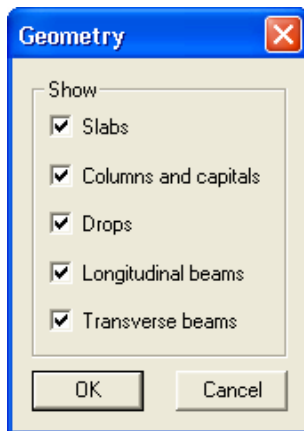 Geometry
Show
Slabs
Columns and capitals
Drops
Longitudinal beams
Transverse beams
OK
Cancel